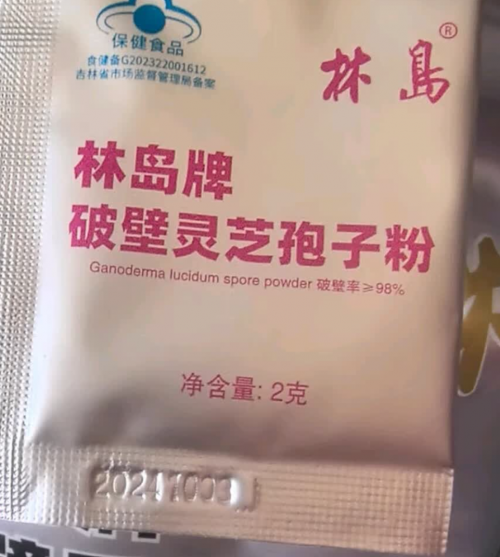 保健食品
食健备G202322001612
吉林省市场监督管理局备案
林島®
林岛牌
破壁灵芝孢子粉
Ganoderma lucidum spore powder 破壁率≥98%
净含量: 2克